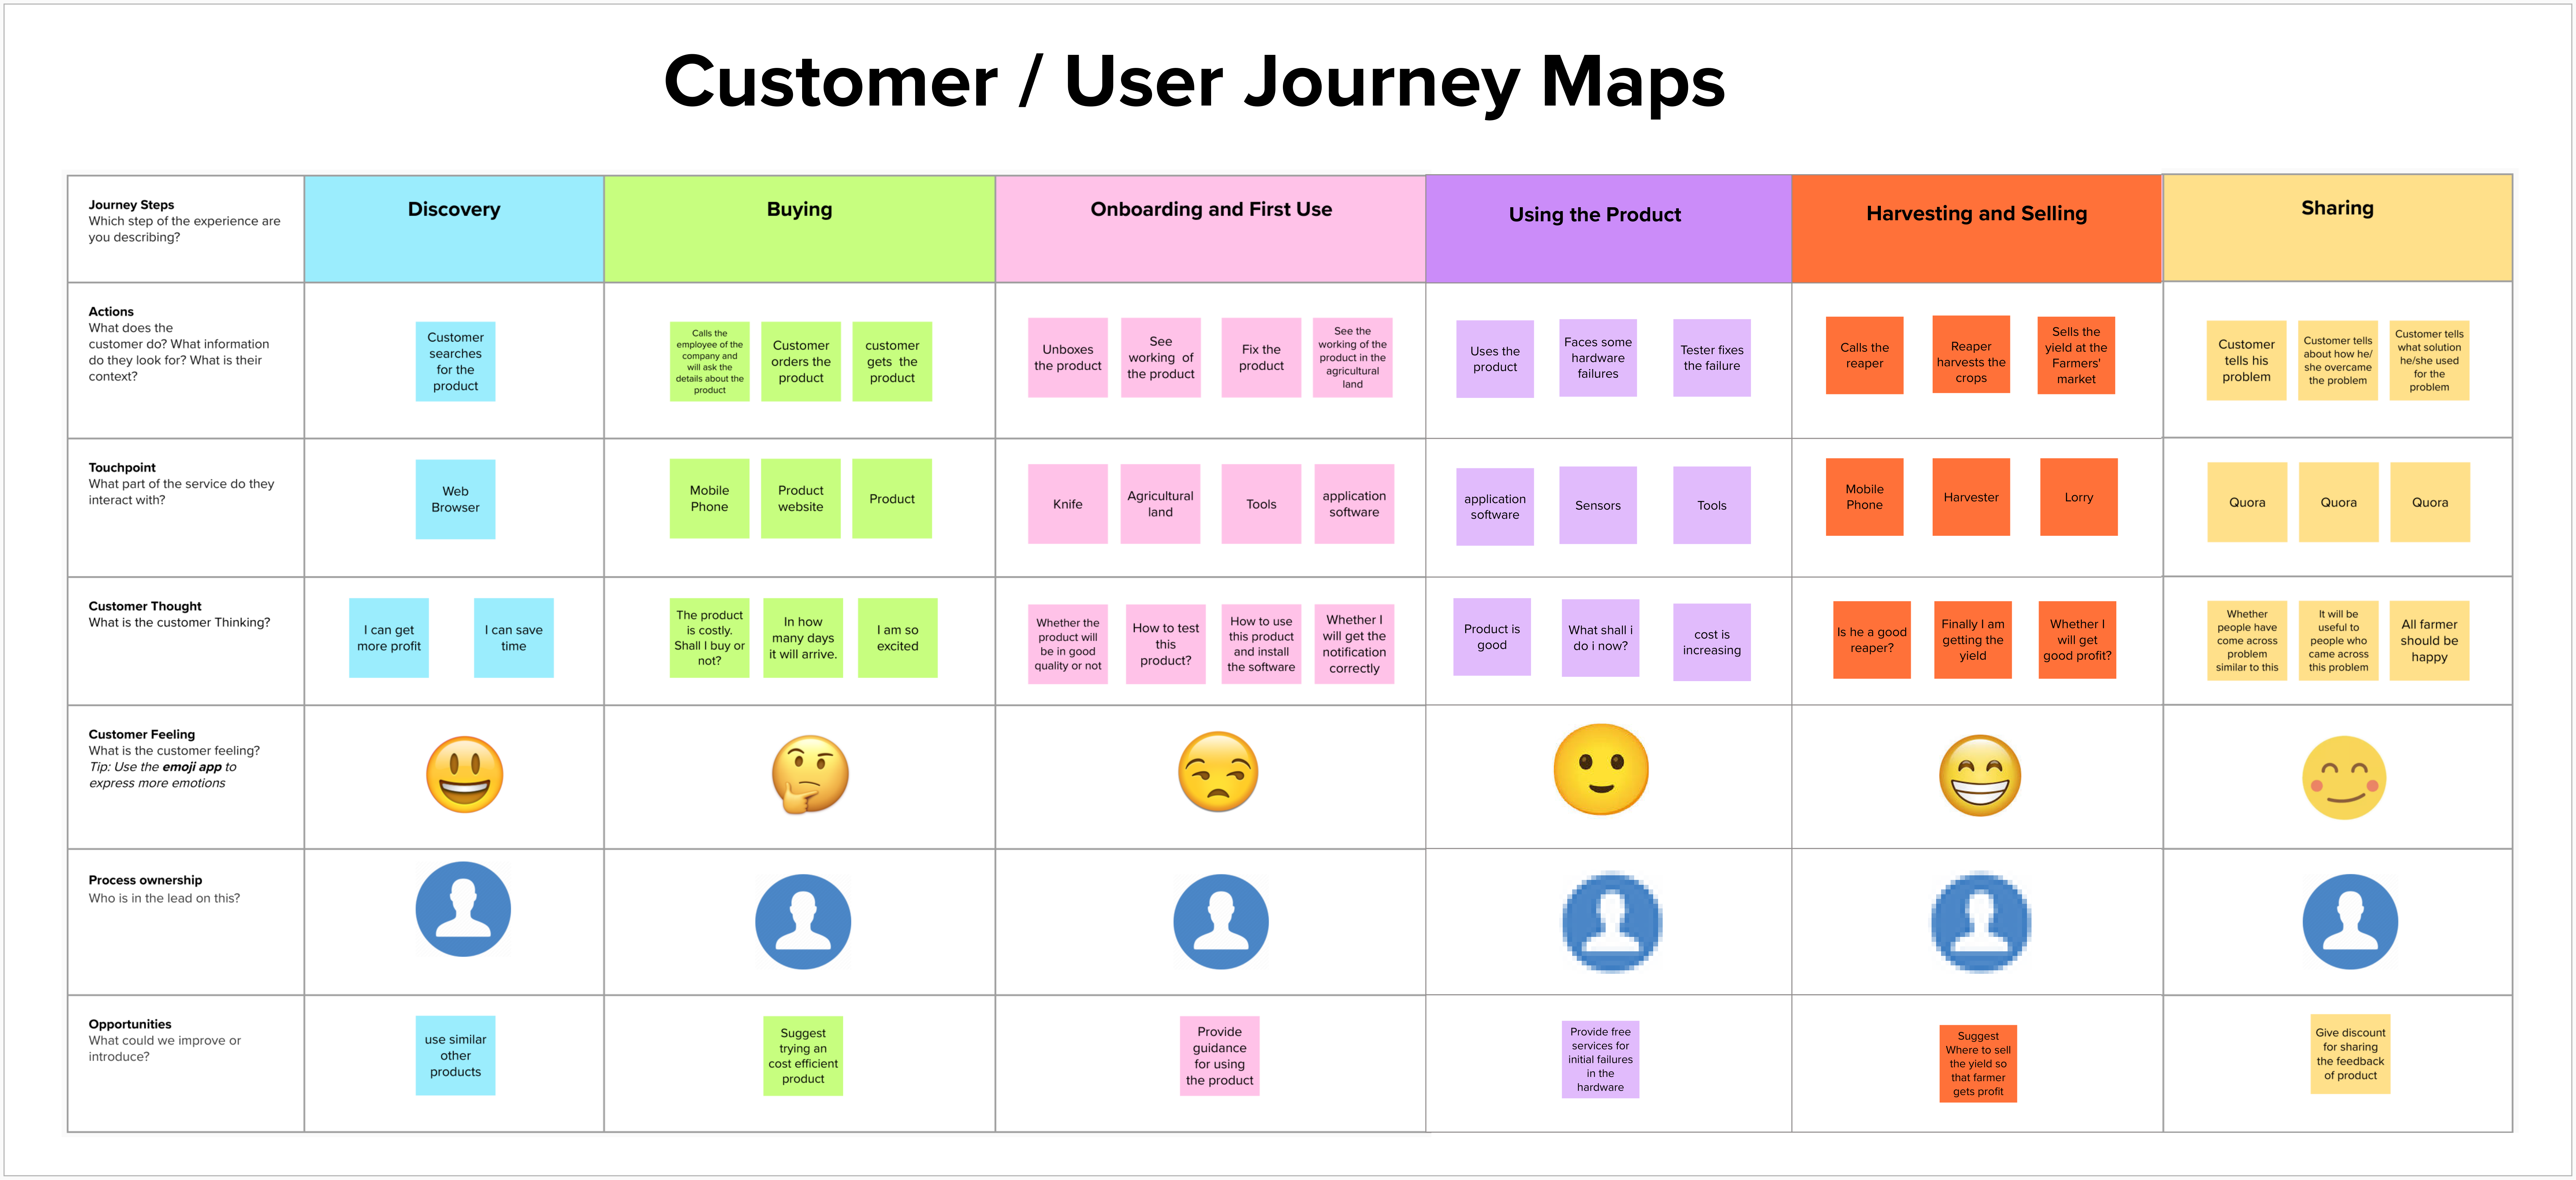 Customer / User Journey Maps
Journey Steps
Which step of the experience are
you describing?
Discovery
Buying
Onboarding and First Use
Using the Product
Harvesting and Selling
Sharing
Actions
What does the
customer do? What information
do they look for? What is their
context?
Customer
searches
for the
product
Calls the
employee of the
company and
will ask the
details about the
product
Customer
orders the
product
customer
gets the
product
Unboxes
the product
See
working of
the product
Fix the
product
See the
working of the
product in the
agricultural
land
Uses the
product
Faces some
hardware
failures
Tester fixes
the failure
Calls the
reaper
Reaper
harvests the
crops
Sells the
yield at the
Farmers'
market
Customer
tells his
problem
Customer tells
about how he/
she overcame
the problem
Customer tells
what solution
he/she used
for the
problem
Touchpoint
What part of the service do they
interact with?
Web
Browser
Mobile
Phone
Product
website
Product
Knife
Agricultural
land
Tools
application
software
application
software
Sensors
Tools
Mobile
Phone
Harvester
Lorry
Quora
Quora
Quora
Customer Thought
What is the customer Thinking?
I can get
more profit
I can save
time
The product
is costly.
Shall I buy or
not?
In how
many days
it will arrive.
I am so
excited
Whether the
product will
be in good
quality or not
How to test
this
product?
How to use
this product
and install
the software
Whether I
will get the
notification
correctly
Product is
good
What shall i
do i now?
cost is
increasing
Is he a good
reaper?
Finally I am
getting the
yield
Whether I
will get
good profit?
Whether
people have
come across
problem
similar to this
It will be
useful to
people who
came across
this problem
All farmer
should be
happy
Customer Feeling
What is the customer feeling?
Tip: Use the emoji app to
express more emotions
Process ownership
Who is in the lead on this?
Opportunities
What could we improve or
introduce?
use similar
other
products
Suggest
trying an
cost efficient
product
Provide
guidance
for using
the product
Provide free
services for
initial failures
in the
hardware
Suggest
Where to sell
the yield so
that farmer
gets profit
Give discount
for sharing
the feedback
of product